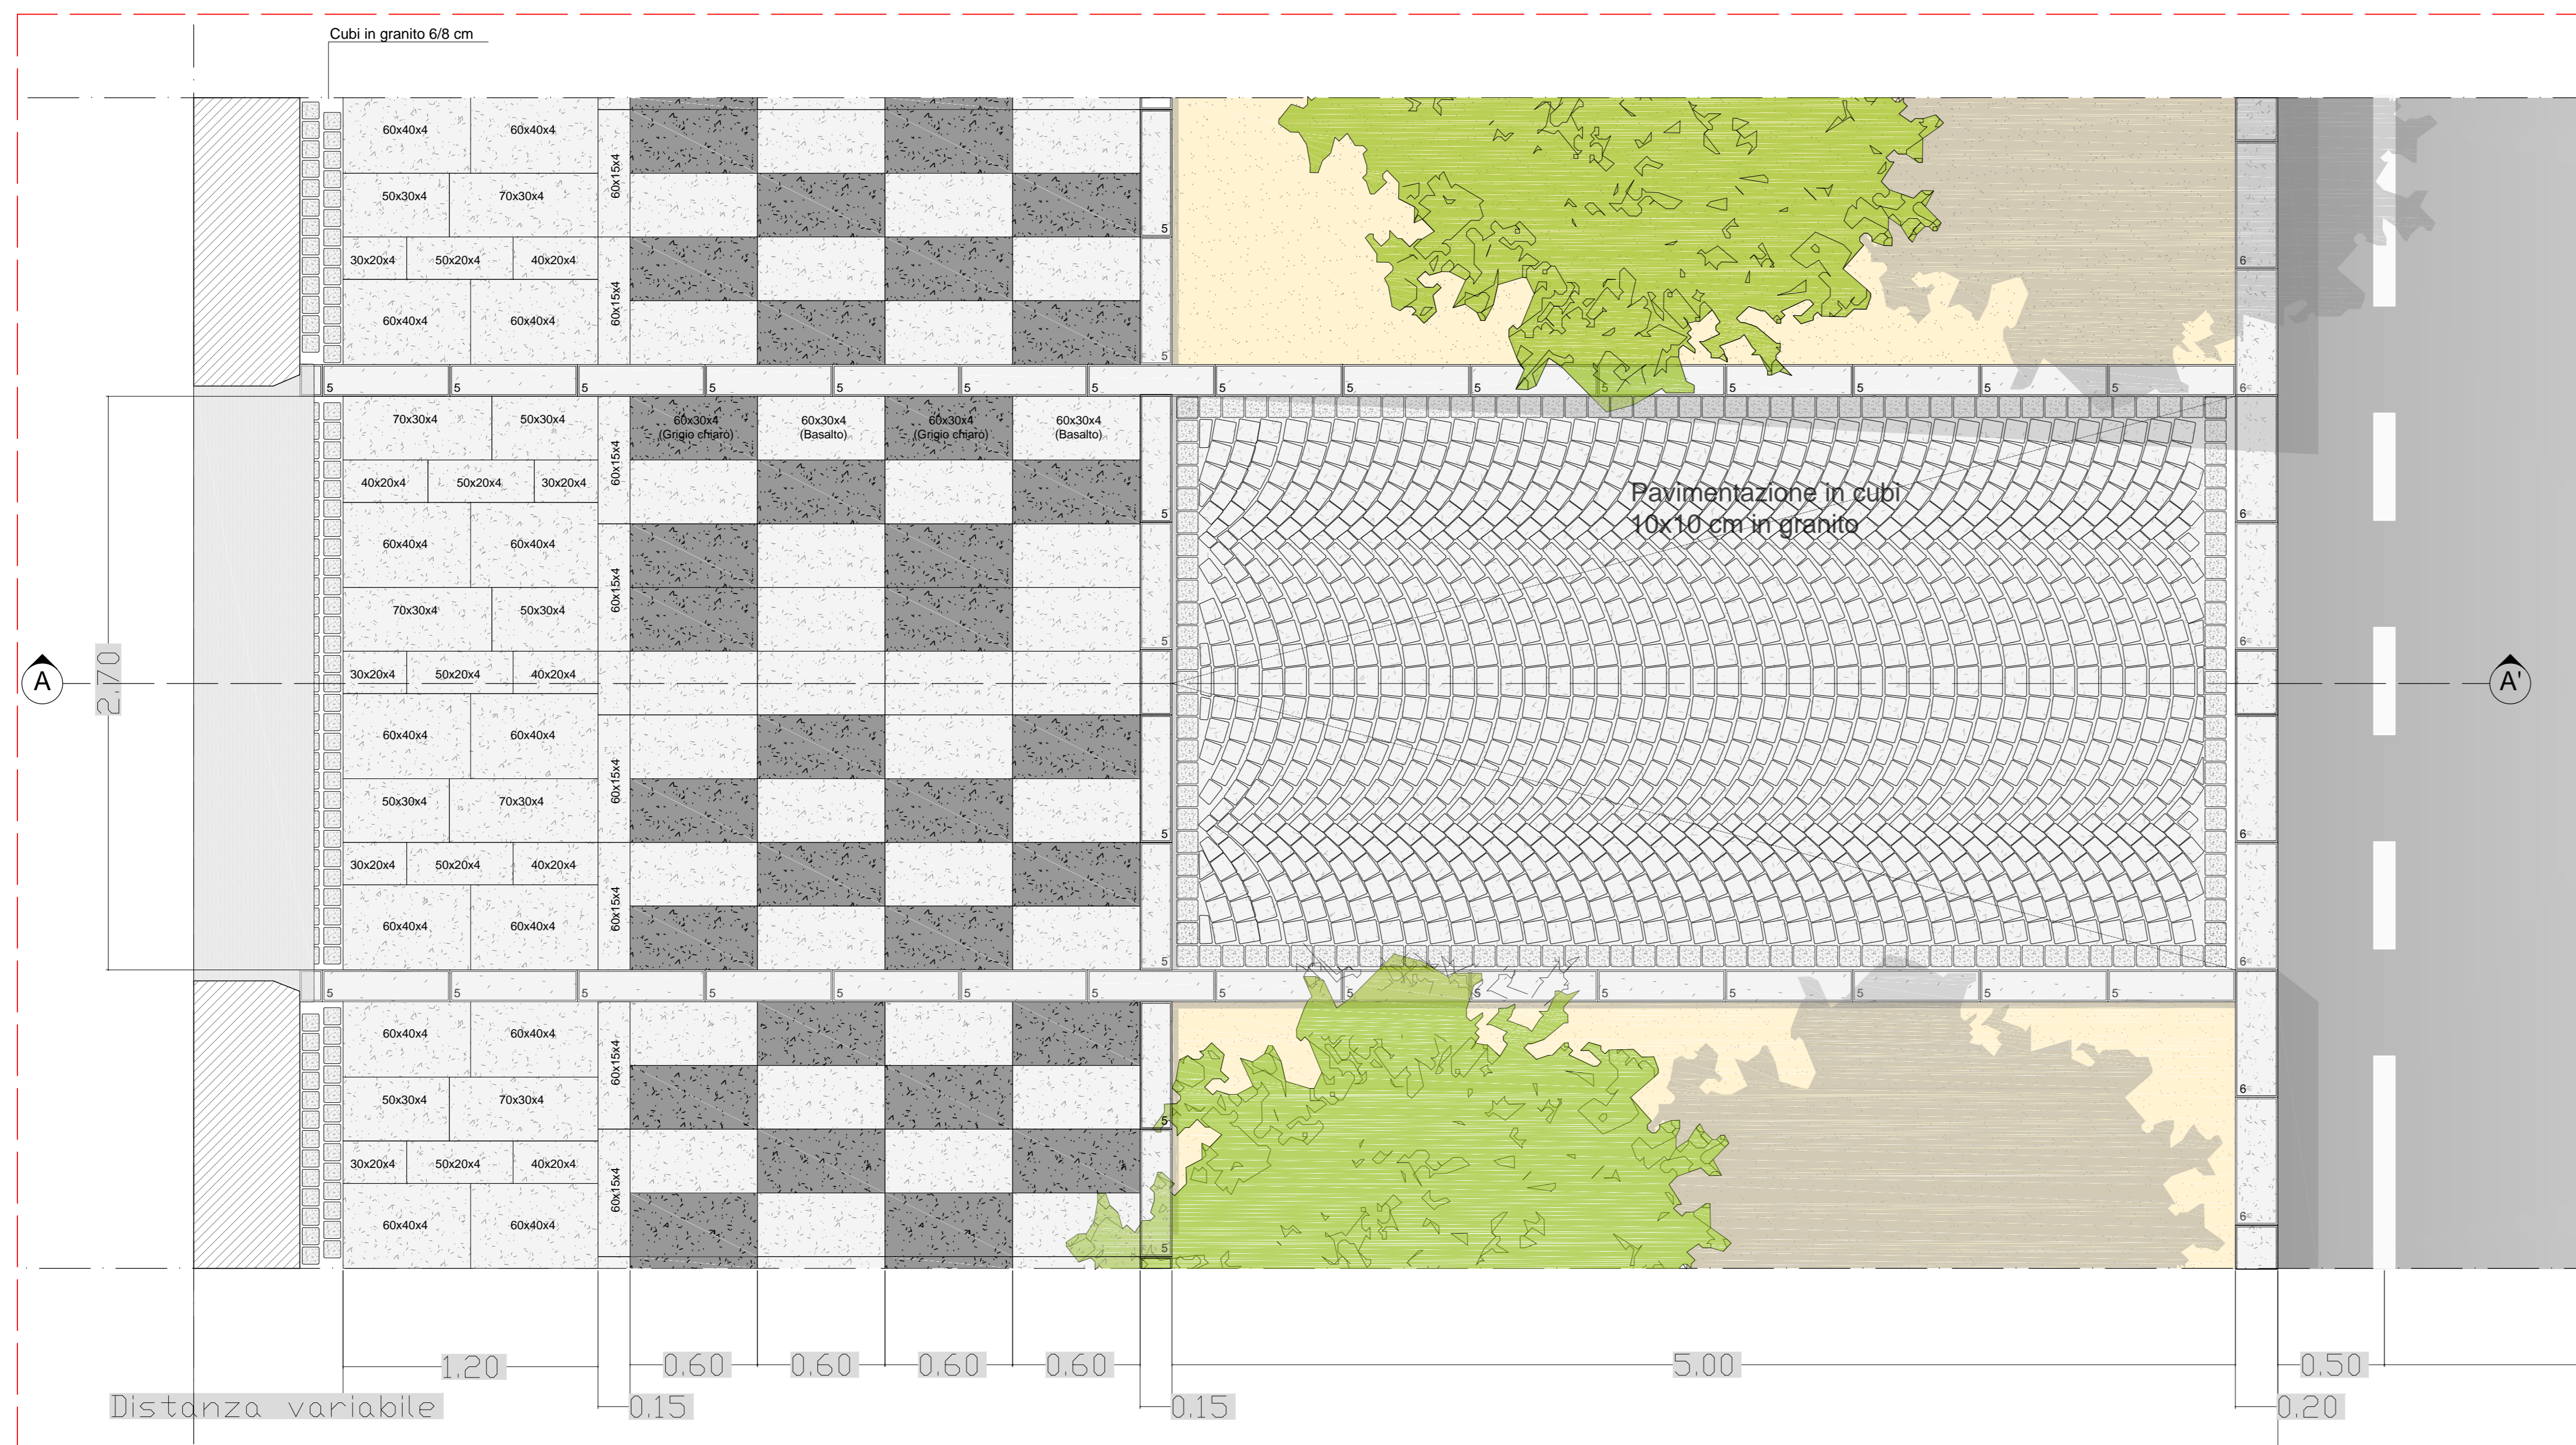 Cubi in granito 6/8 cm
60x40x4 60x40x4
60x15x4
50x30x4 70x30x4
5
30x20x4 50x20x4 40x20x4 6
60x15x4
60x40x4 60x40x4
5
5 5 5 5 5 5 5 5 5 5 5 5 5 5 5 6
70x30x4 50x30x4 60x30x4 60x30x4 60x30x4 60x30x4
(Grigio chiaro) (Basalto) (Grigio chiaro) (Basalto)
60x15x4
40x20x4 50x20x4 30x20x4
Pavimentazione in cubi
5 6
10x10 cm in granito
60x40x4 60x40x4
60x15x4
70x30x4 50x30x4
5 6
30x20x4 50x20x4 40x20x4
A A'
2.70
60x40x4 60x40x4
60x15x4
50x30x4 70x30x4
5 6
30x20x4 50x20x4 40x20x4
60x15x4
60x40x4 60x40x4
5 6
5 5 5 5 5 5 5 5 5 5 5 5 5 5 5
60x40x4 60x40x4
60x15x4
50x30x4 70x30x4 6
5
30x20x4 50x20x4 40x20x4
60x15x4
60x40x4 60x40x4 6
5
1.20 0.60 0.60 0.60 0.60 5.00 0.50
Distanza variabile 0.15 0.15 0.20